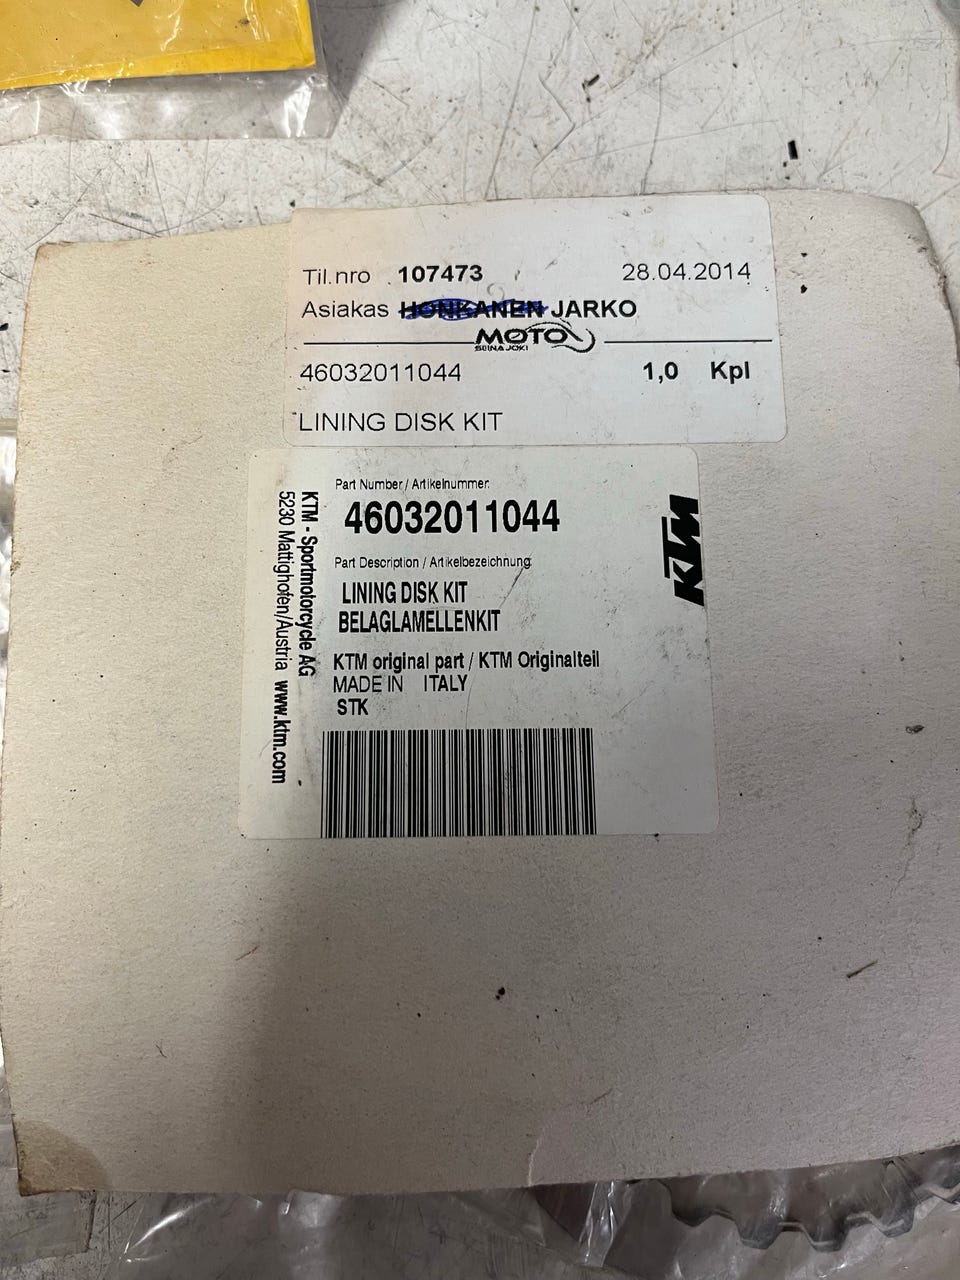 Til.nro 107473 28.04.2014
Asiakas HONKANEN JARKO
MOTO
SEINÄJOKI
46032011044 1,0 Kpl
LINING DISK KIT
Part Number / Artikelnummer:
46032011044
Part Description / Artikelbezeichnung:
LINING DISK KIT
BELAGLAMELLENKIT
KTM original part / KTM Originalteil
MADE IN ITALY
STK
KTM - Sportmotorcycle AG
5230 Mattighofen/Austria www.ktm.com
KTM